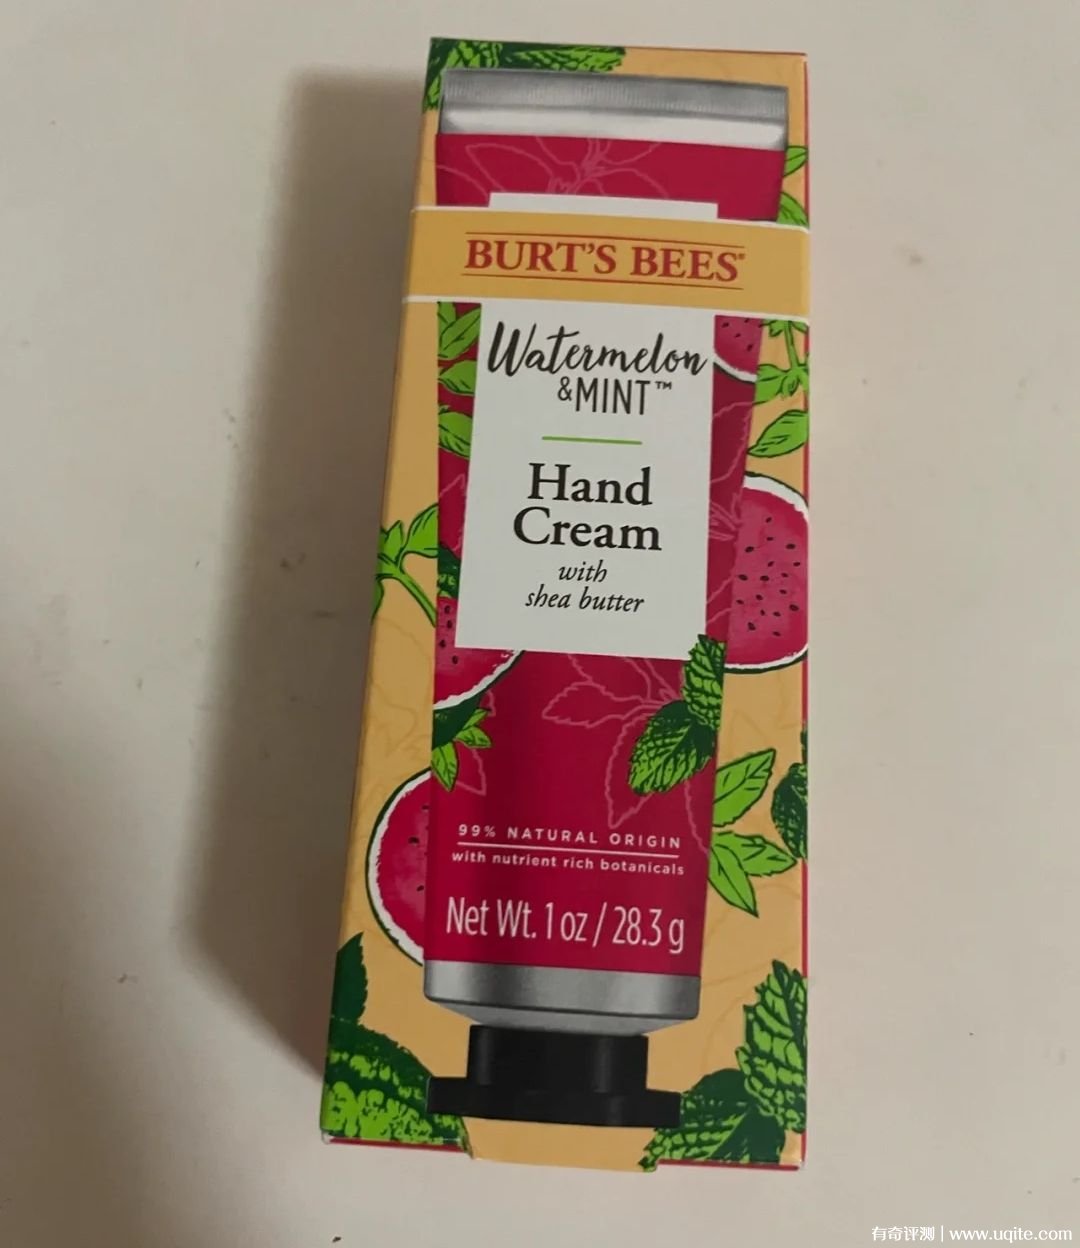 BURT'S BEES®
Watermelon
&MINT™
Hand
Cream
with
shea butter
99% NATURAL ORIGIN
with nutrient rich botanicals
Net Wt. 1 oz / 28.3 g
有奇评测 | www.uqite.com